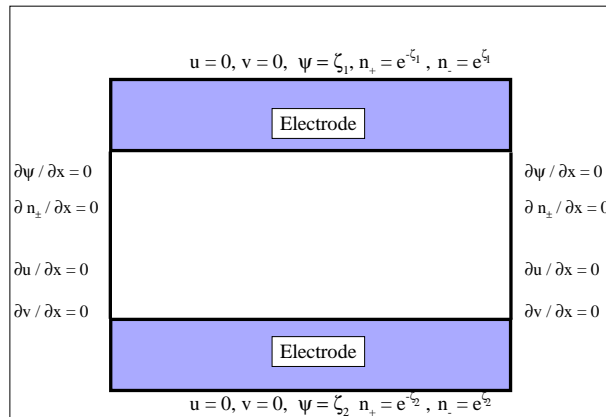 u = 0, v = 0, ψ = ζ₁, n₊ = e^{-ζ₁} , n₋ = e^{ζ₁}
Electrode
∂ψ / ∂x = 0
∂ψ / ∂x = 0
∂ n± / ∂x = 0
∂ n± / ∂x = 0
∂u / ∂x = 0
∂u / ∂x = 0
∂v / ∂x = 0
∂v / ∂x = 0
Electrode
u = 0, v = 0, ψ = ζ₂ n₊ = e^{-ζ₂} , n₋ = e^{ζ₂}